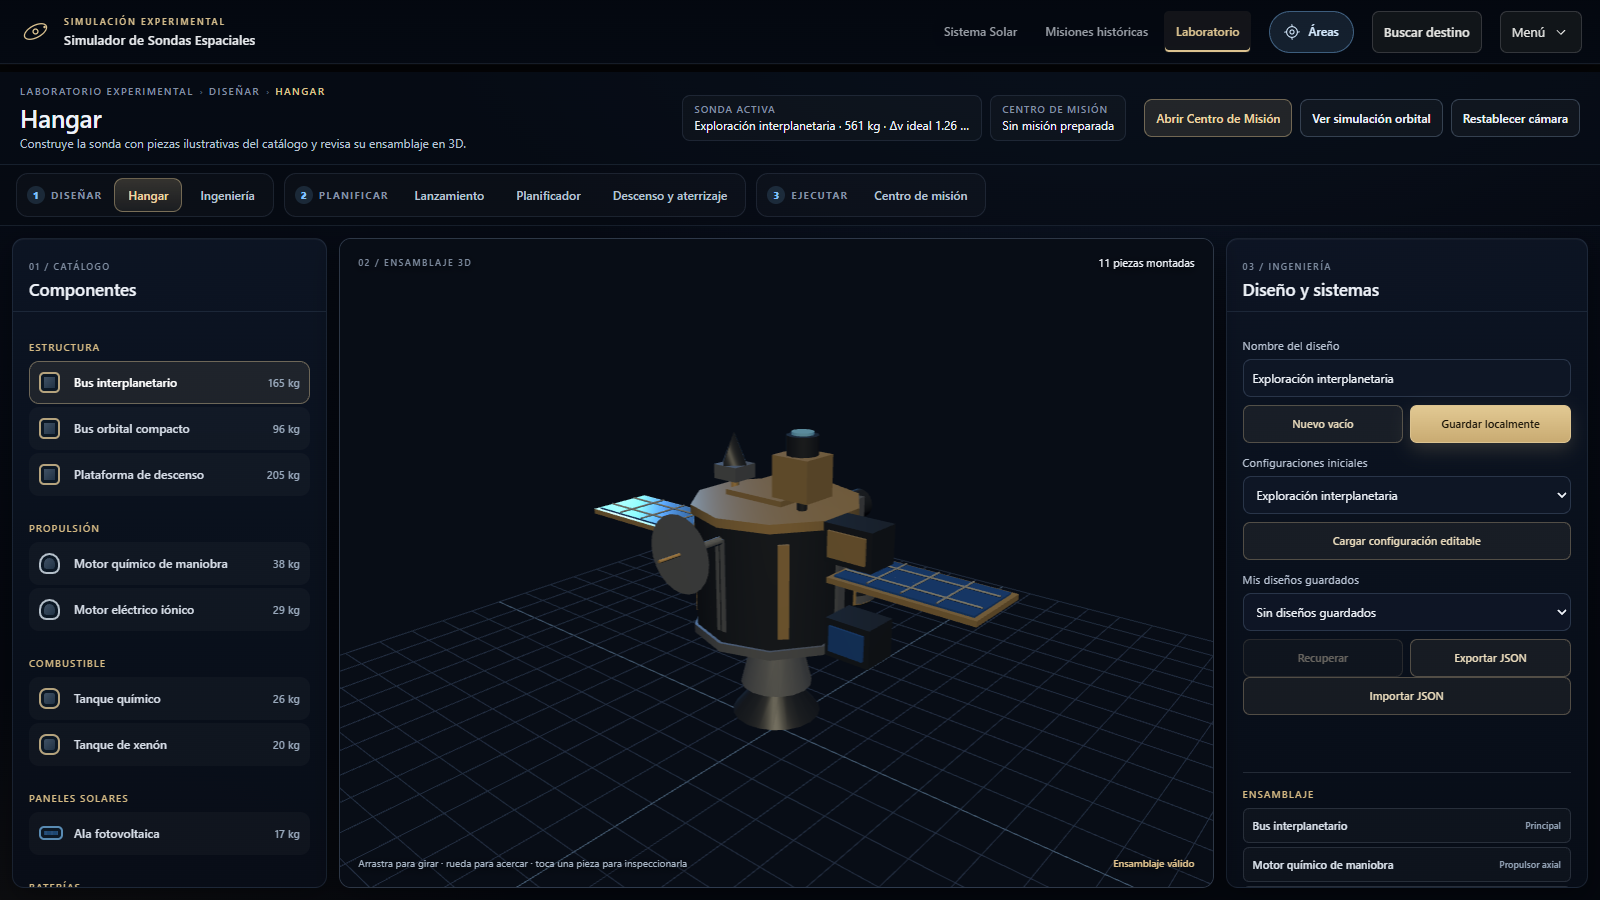 SIMULACIÓN EXPERIMENTAL
Simulador de Sondas Espaciales
Sistema Solar
Misiones históricas
Laboratorio
Áreas
Buscar destino
Menú
LABORATORIO EXPERIMENTAL › DISEÑAR › HANGAR
Hangar
Construye la sonda con piezas ilustrativas del catálogo y revisa su ensamblaje en 3D.
SONDA ACTIVA
Exploración interplanetaria · 561 kg · Δv ideal 1.26 ...
CENTRO DE MISIÓN
Sin misión preparada
Abrir Centro de Misión
Ver simulación orbital
Restablecer cámara
1 DISEÑAR
Hangar
Ingeniería
2 PLANIFICAR
Lanzamiento
Planificador
Descenso y aterrizaje
3 EJECUTAR
Centro de misión
01 / CATÁLOGO
Componentes
ESTRUCTURA
Bus interplanetario 165 kg
Bus orbital compacto 96 kg
Plataforma de descenso 205 kg
PROPULSIÓN
Motor químico de maniobra 38 kg
Motor eléctrico iónico 29 kg
COMBUSTIBLE
Tanque químico 26 kg
Tanque de xenón 20 kg
PANELES SOLARES
Ala fotovoltaica 17 kg
BATERÍAS
02 / ENSAMBLAJE 3D
11 piezas montadas
Arrastra para girar · rueda para acercar · toca una pieza para inspeccionarla
Ensamblaje válido
03 / INGENIERÍA
Diseño y sistemas
Nombre del diseño
Exploración interplanetaria
Nuevo vacío
Guardar localmente
Configuraciones iniciales
Exploración interplanetaria
Cargar configuración editable
Mis diseños guardados
Sin diseños guardados
Recuperar
Exportar JSON
Importar JSON
ENSAMBLAJE
Bus interplanetario Principal
Motor químico de maniobra Propulsor axial